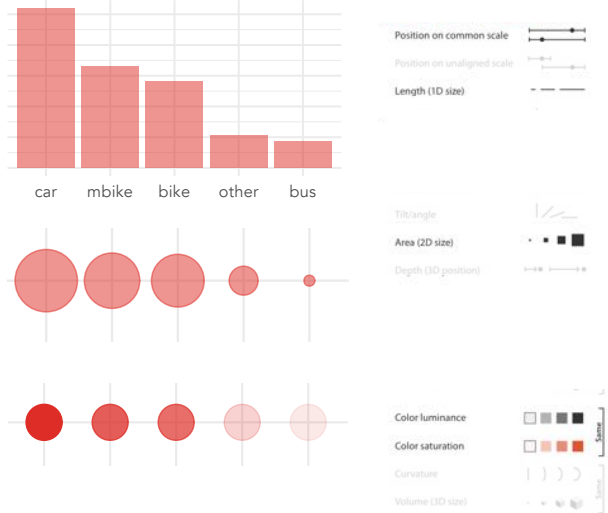 car mbike bike other bus
Position on common scale
Position on unaligned scale
Length (1D size)
Tilt/angle
Area (2D size)
Depth (3D position)
Color luminance
Color saturation
Same
Curvature
Volume (3D size)
Same